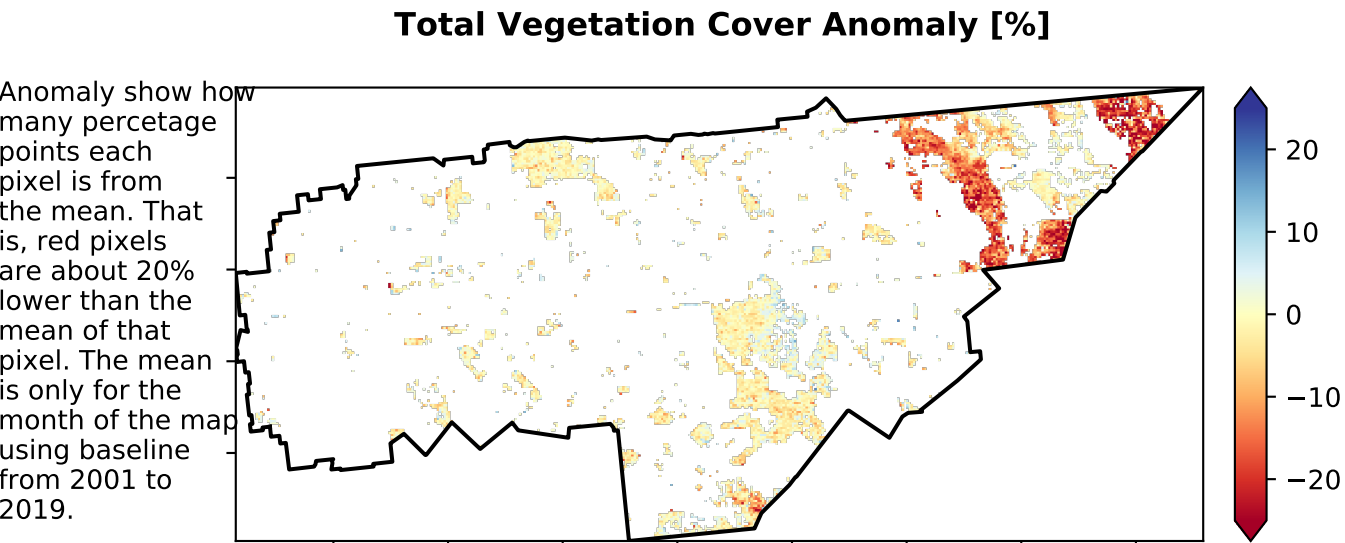 Total Vegetation Cover Anomaly [%]
Anomaly show how
many percetage
points each
pixel is from
the mean. That
is, red pixels
are about 20%
lower than the
mean of that
pixel. The mean
is only for the
month of the map
using baseline
from 2001 to
2019.
20
10
0
−10
−20